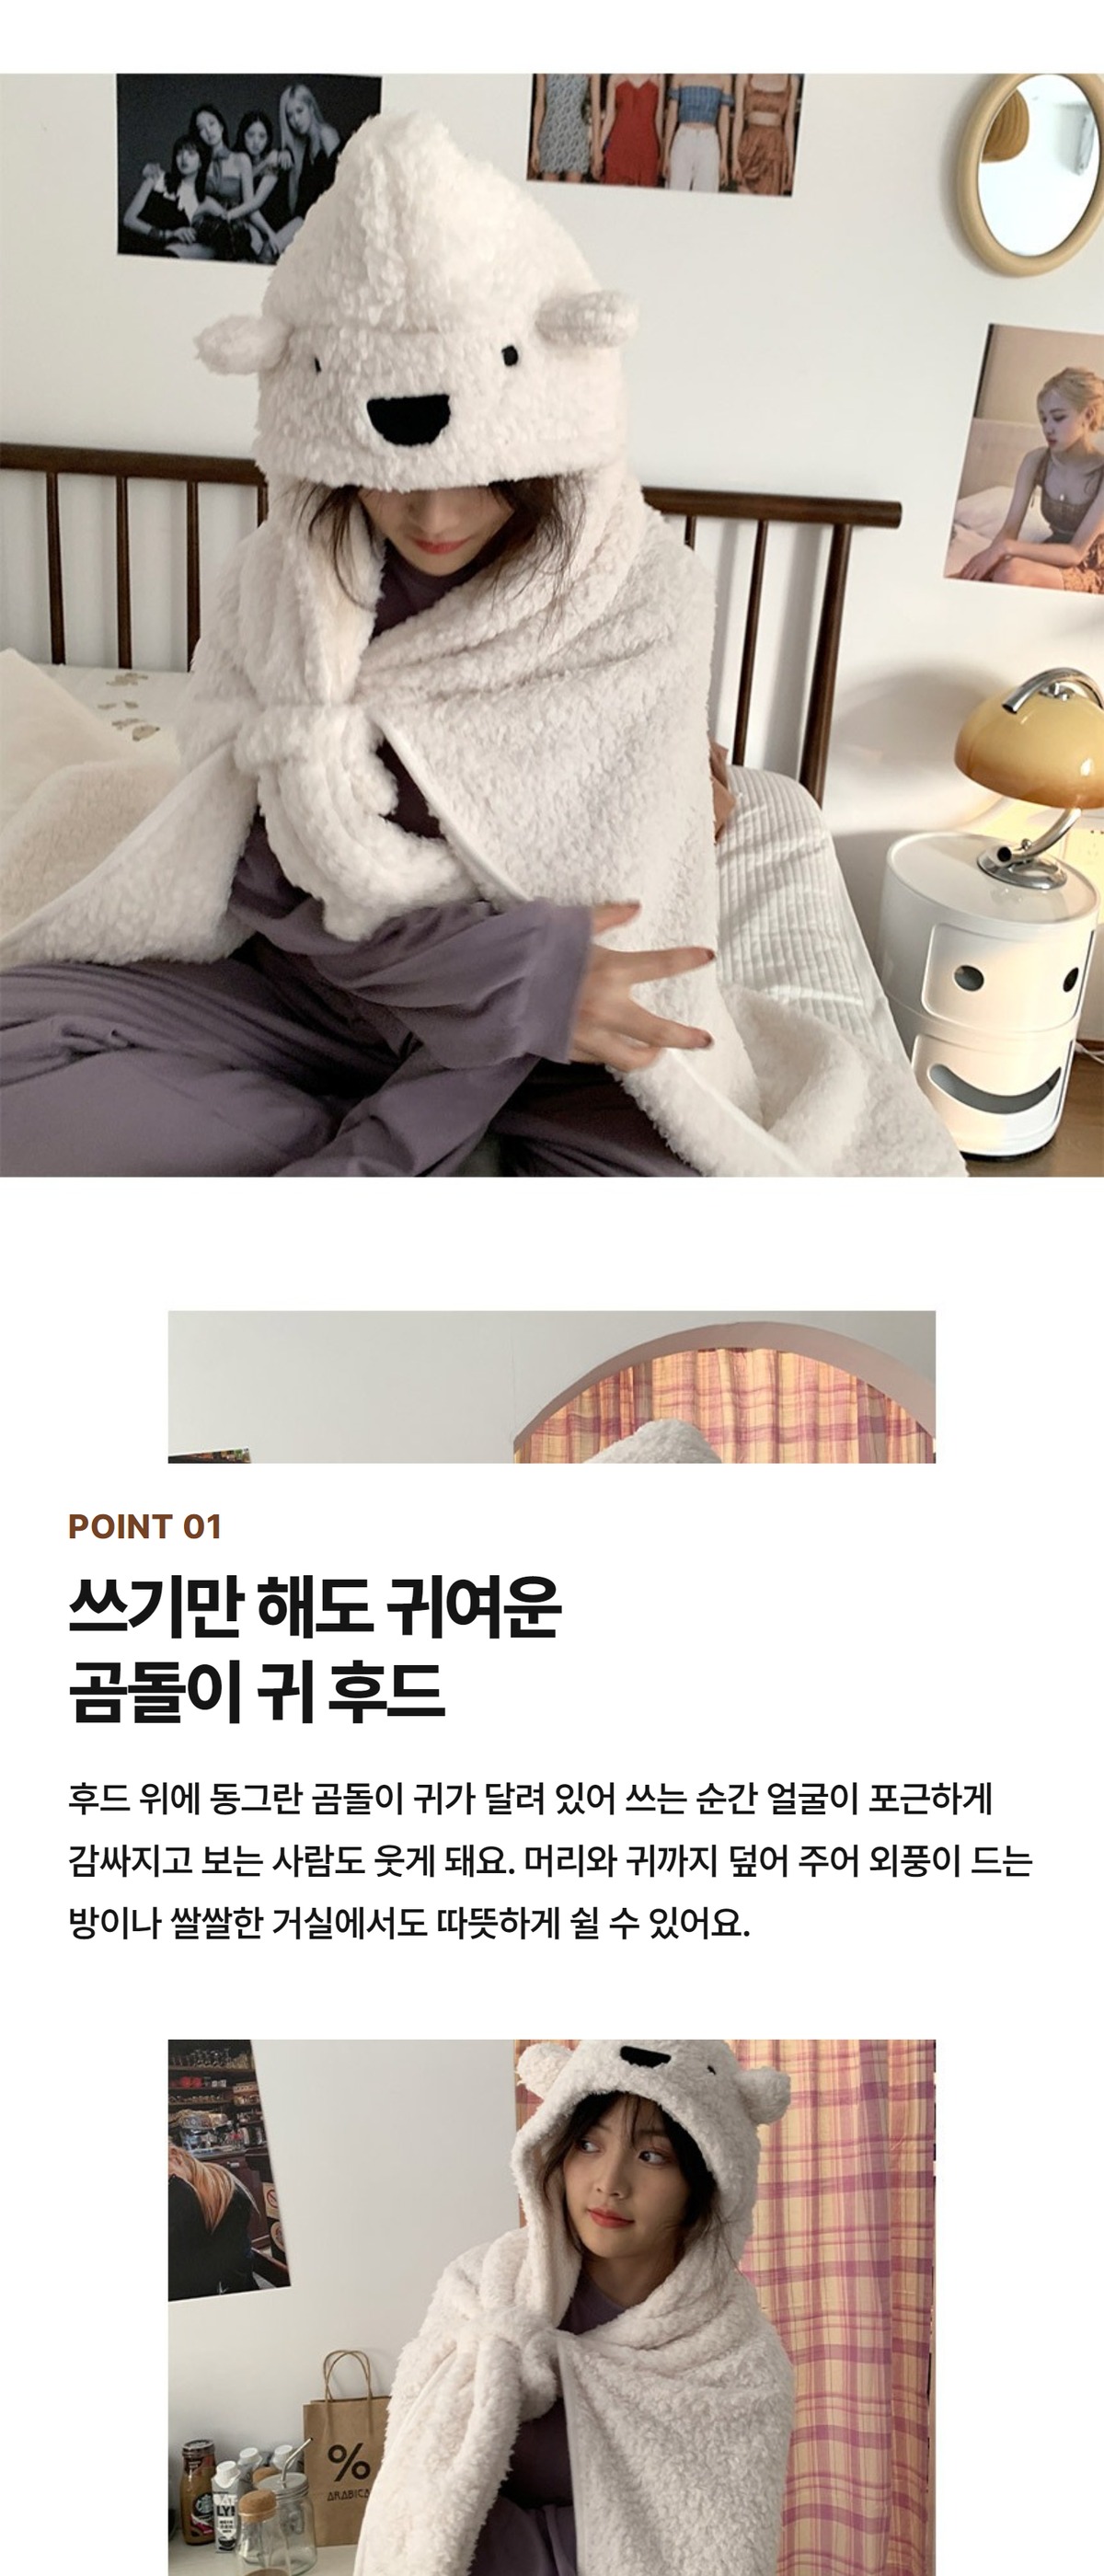 POINT 01
쓰기만 해도 귀여운
곰돌이 귀 후드
후드 위에 동그란 곰돌이 귀가 달려 있어 쓰는 순간 얼굴이 포근하게
감싸지고 보는 사람도 웃게 돼요. 머리와 귀까지 덮어 주어 외풍이 드는
방이나 쌀쌀한 거실에서도 따뜻하게 쉴 수 있어요.
%
ARABICA